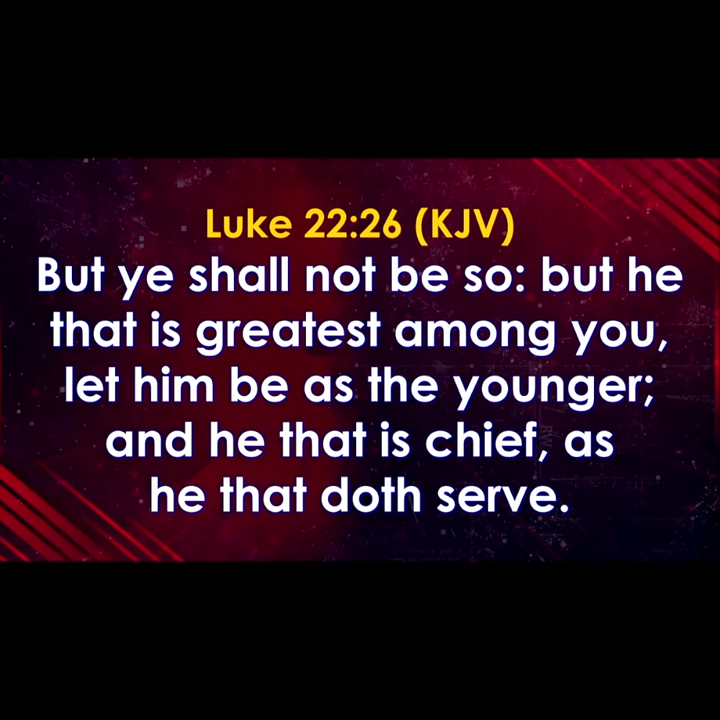 Luke 22:26 (KJV)
But ye shall not be so: but he
that is greatest among you,
let him be as the younger;
and he that is chief, as
he that doth serve.